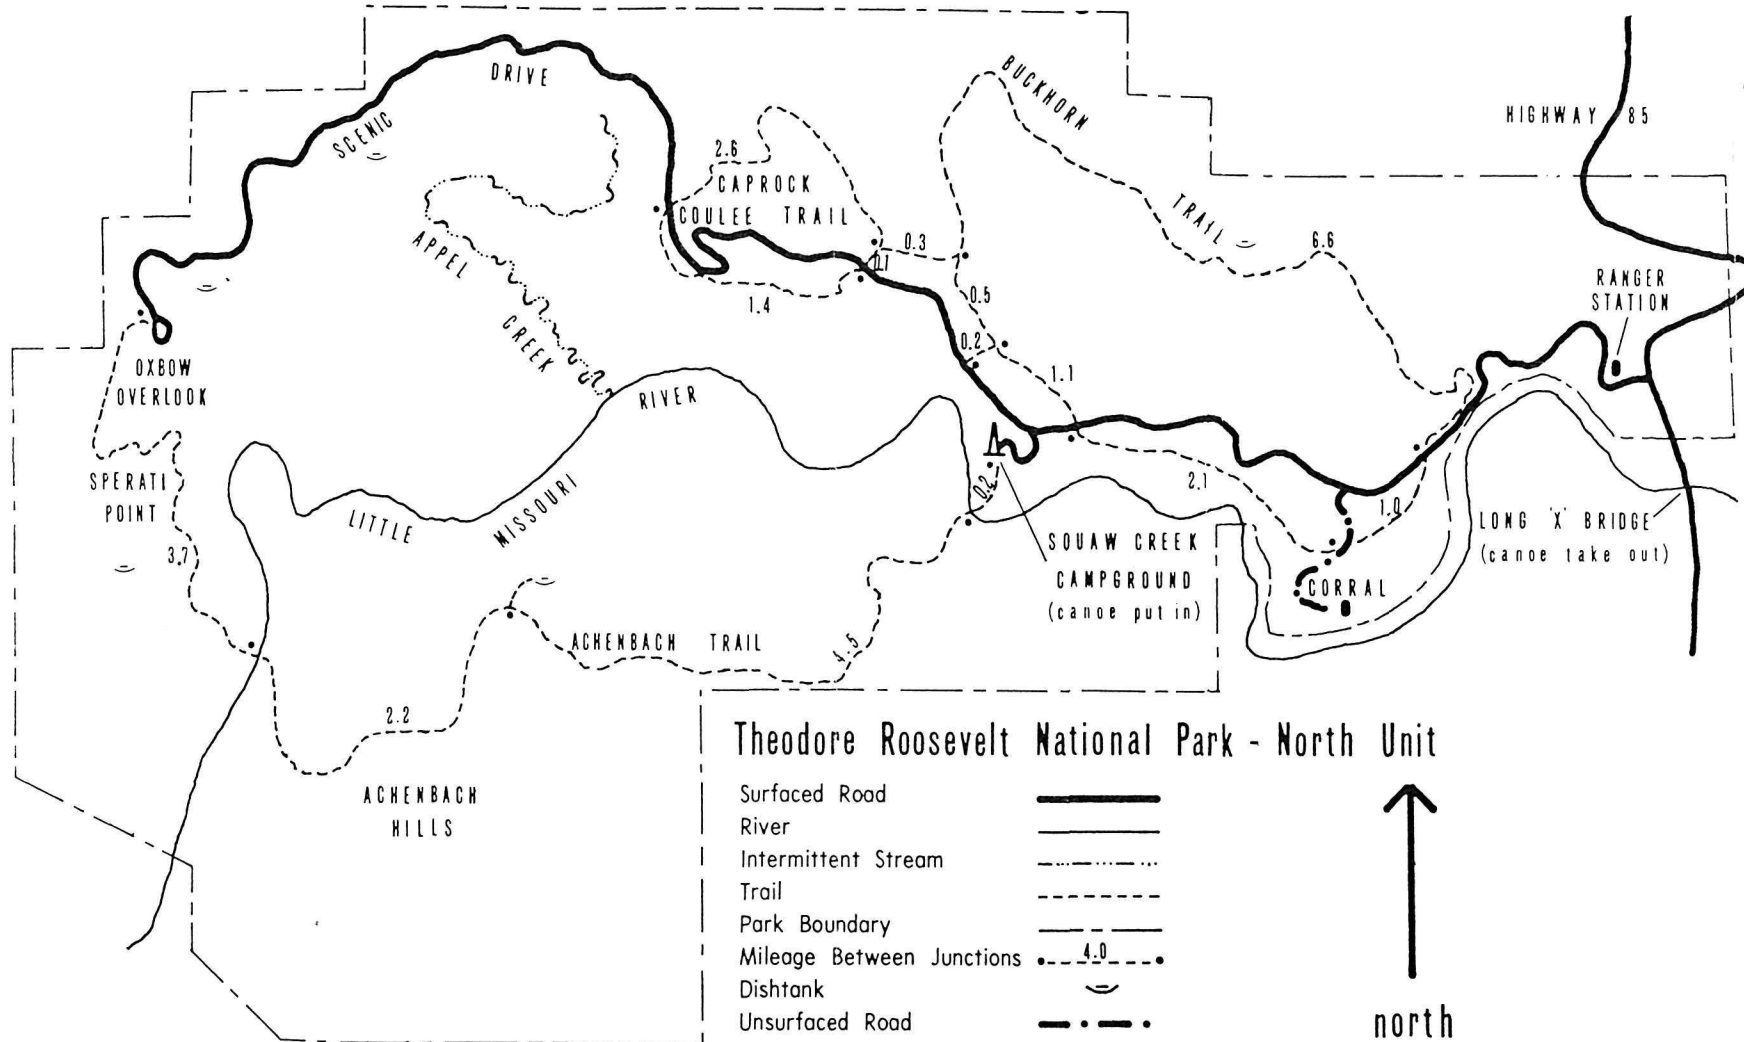 DRIVE
SCENIC
BUCKHORN
TRAIL
HIGHWAY 85
2.6
CAPROCK
COULEE TRAIL
0.3
6.6
APPEL
CREEK
1.4
0.5
0.2
1.1
RANGER
STATION
OXBOW
OVERLOOK
RIVER
MISSOURI
LITTLE
SPERATI
POINT
3.7
0.2
2.1
1.0
SQUAW CREEK
CAMPGROUND
(canoe put in)
LONG 'X' BRIDGE
(canoe take out)
CORRAL
ACHENBACH TRAIL
4.5
2.2
ACHENBACH
HILLS
Theodore Roosevelt National Park - North Unit
Surfaced Road
River
Intermittent Stream
Trail
Park Boundary
Mileage Between Junctions 4.0
Dishtank
Unsurfaced Road
north